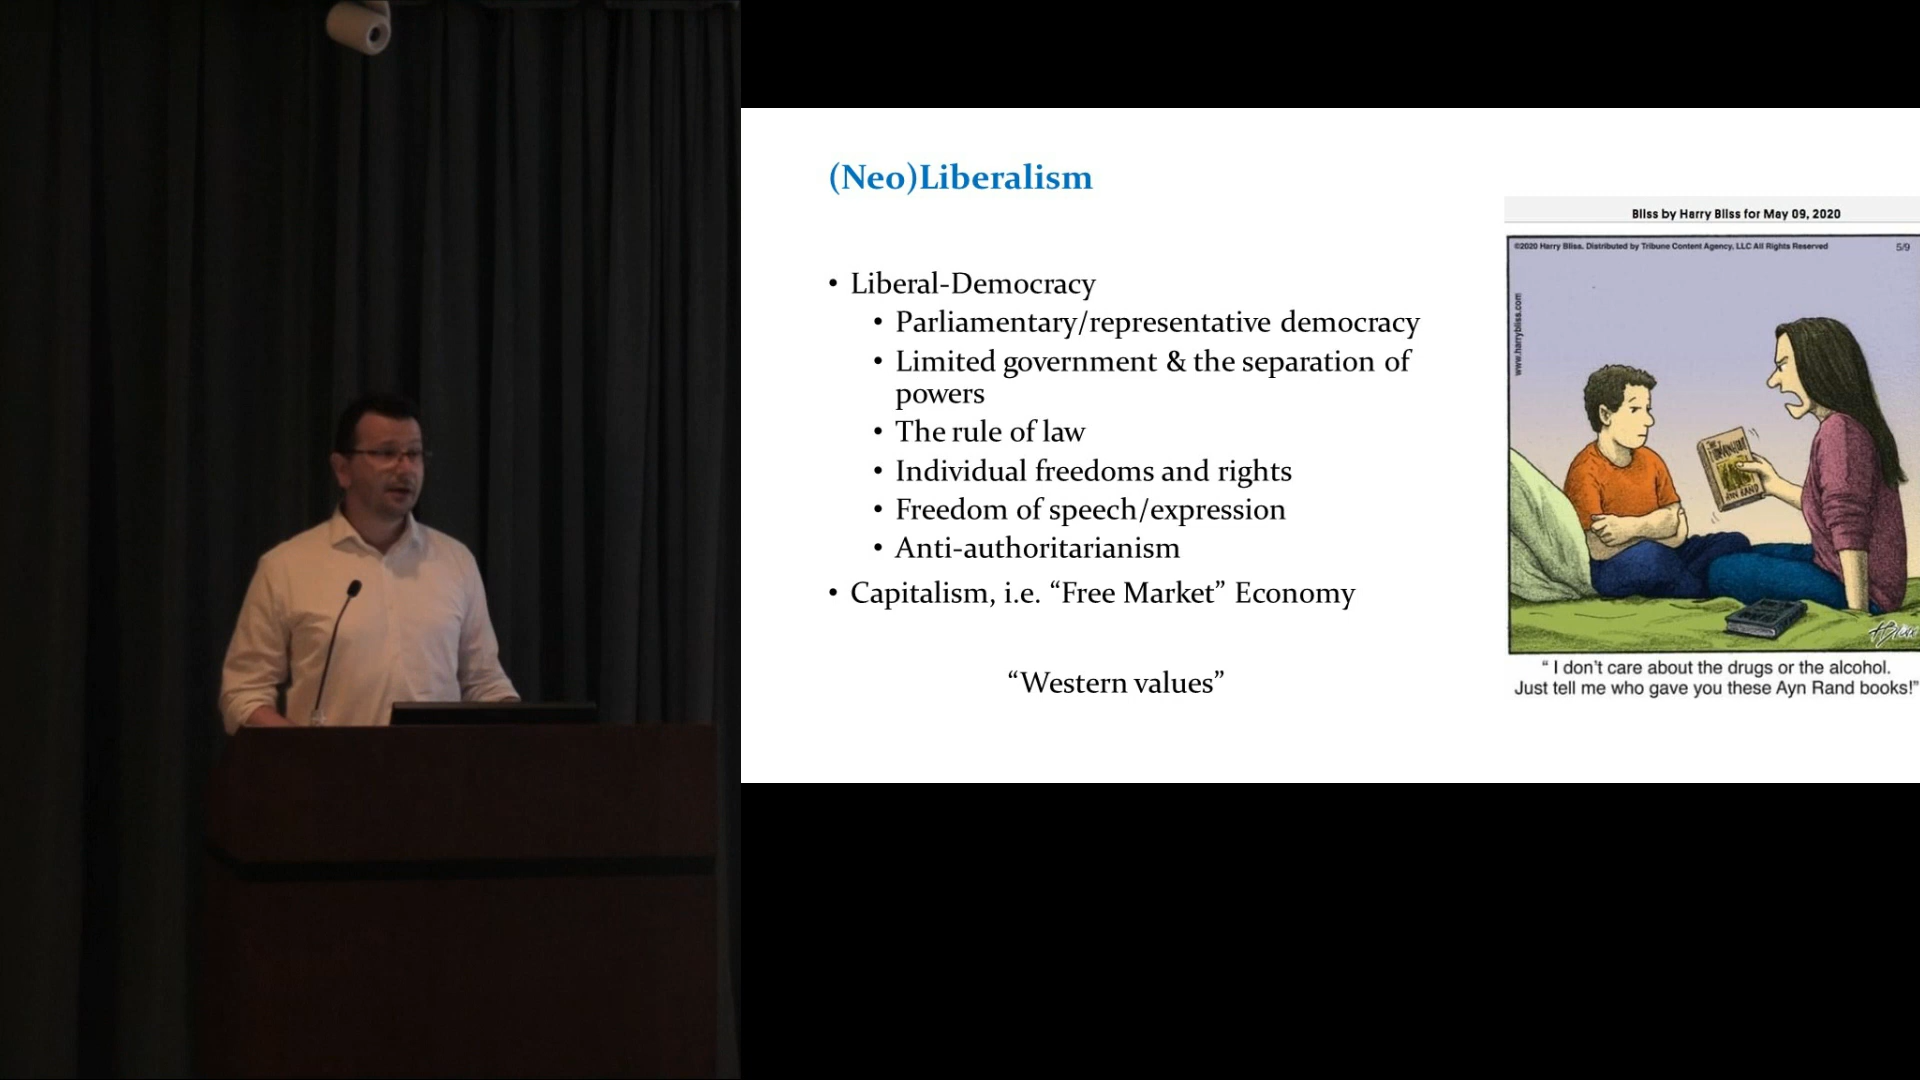 (Neo)Liberalism
• Liberal-Democracy
• Parliamentary/representative democracy
• Limited government & the separation of
powers
• The rule of law
• Individual freedoms and rights
• Freedom of speech/expression
• Anti-authoritarianism
• Capitalism, i.e. “Free Market” Economy
“Western values”
Bliss by Harry Bliss for May 09, 2020
©2020 Harry Bliss. Distributed by Tribune Content Agency, LLC All Rights Reserved
5/9
www.harrybliss.com
THE
FOUNTAINHEAD
AYN RAND
“ I don’t care about the drugs or the alcohol.
Just tell me who gave you these Ayn Rand books!”